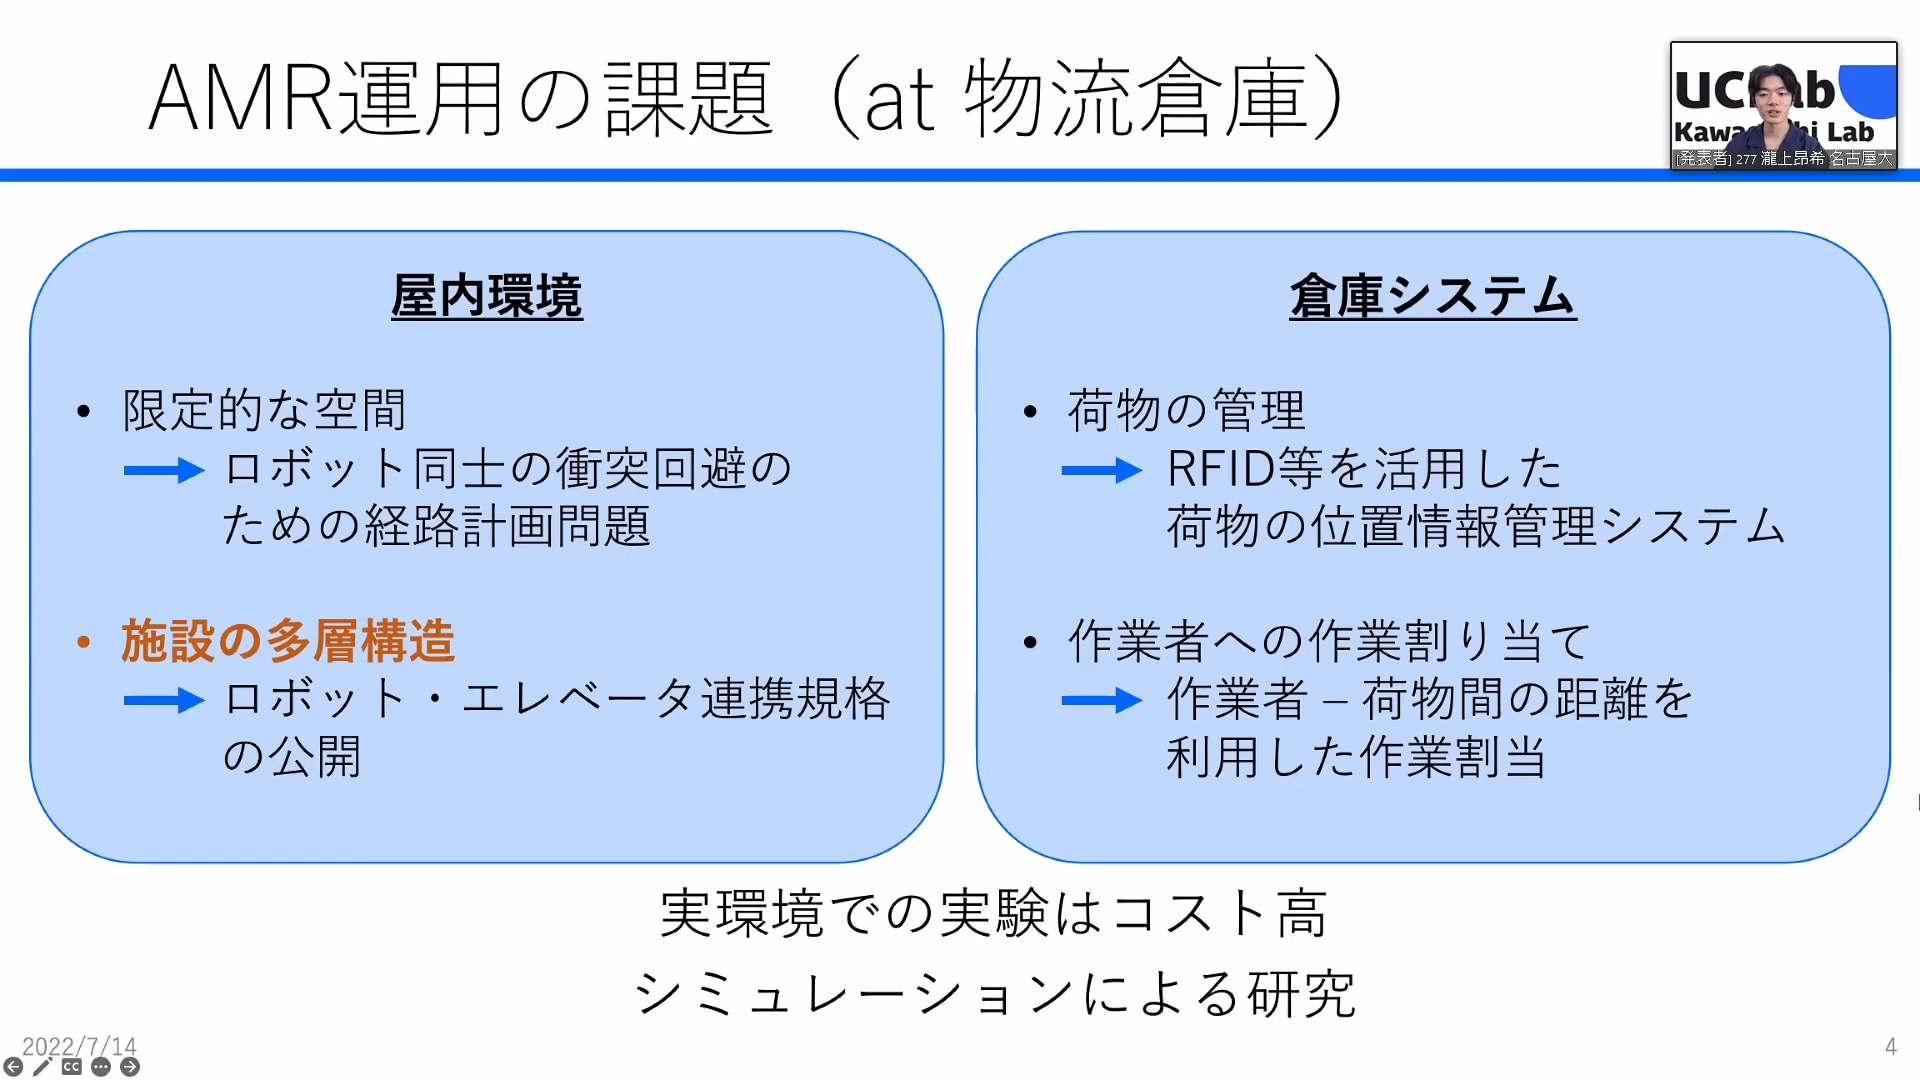 AMR運用の課題（at 物流倉庫）
Lab
[発表者] 277 瀧上昂希 名古屋大
屋内環境
• 限定的な空間
ロボット同士の衝突回避の
ための経路計画問題
• 施設の多層構造
ロボット・エレベータ連携規格
の公開
倉庫システム
• 荷物の管理
RFID等を活用した
荷物の位置情報管理システム
• 作業者への作業割り当て
作業者 – 荷物間の距離を
利用した作業割当
実環境での実験はコスト高
シミュレーションによる研究
2022/7/14
CC
4